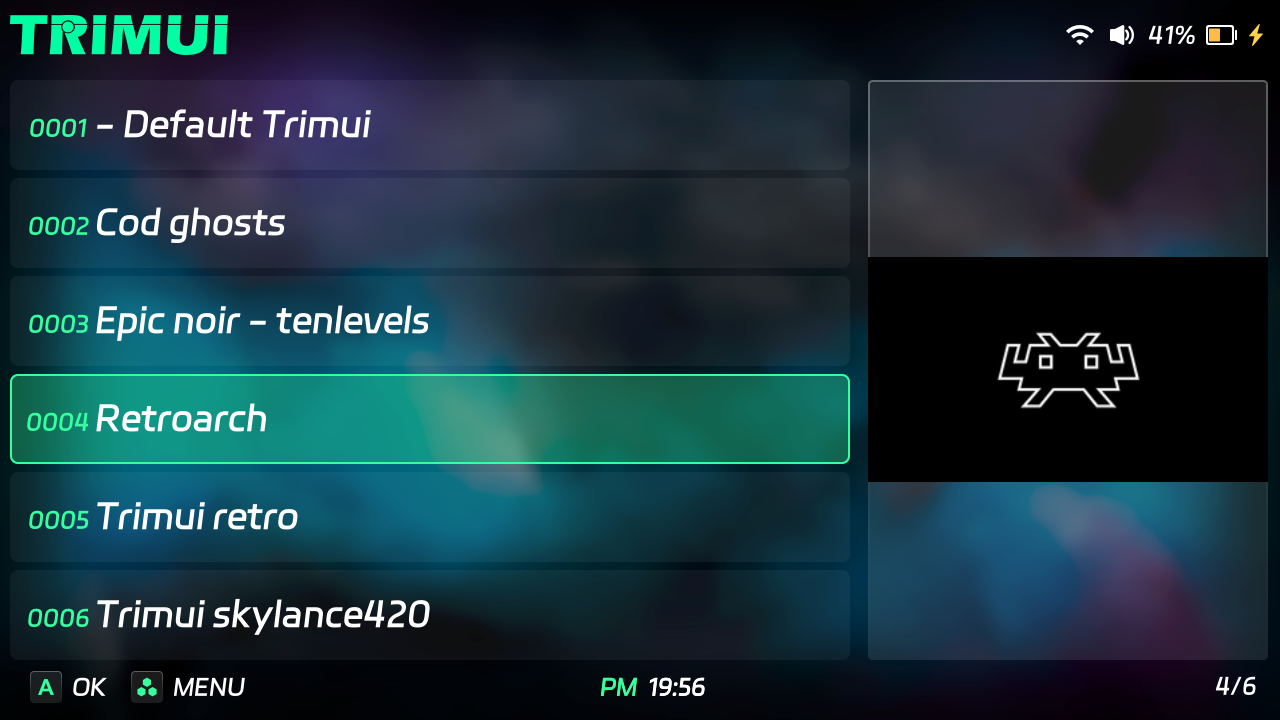 TRIMUI
41%
0001 - Default Trimui
0002 Cod ghosts
0003 Epic noir - tenlevels
0004 Retroarch
0005 Trimui retro
0006 Trimui skylance420
A OK MENU
PM 19:56
4/6